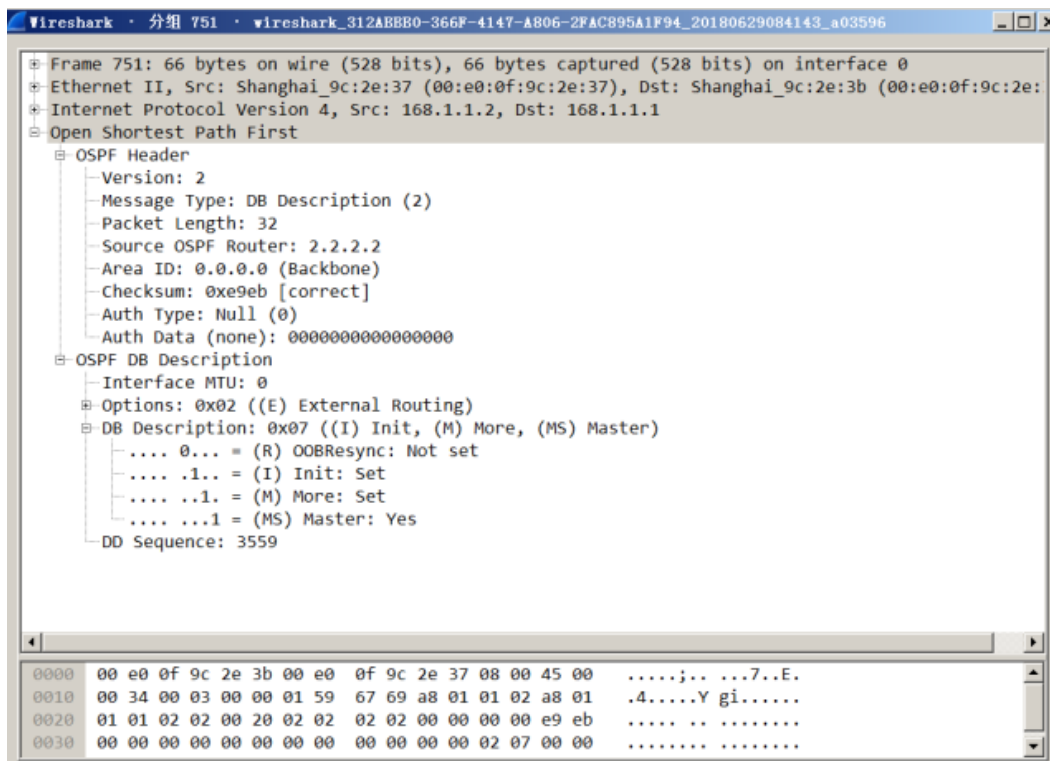 Wireshark · 分组 751 · wireshark_312ABBB0-366F-4147-A806-2FAC895A1F94_20180629084143_a03596
Frame 751: 66 bytes on wire (528 bits), 66 bytes captured (528 bits) on interface 0
Ethernet II, Src: Shanghai_9c:2e:37 (00:e0:0f:9c:2e:37), Dst: Shanghai_9c:2e:3b (00:e0:0f:9c:2e:
Internet Protocol Version 4, Src: 168.1.1.2, Dst: 168.1.1.1
Open Shortest Path First
OSPF Header
Version: 2
Message Type: DB Description (2)
Packet Length: 32
Source OSPF Router: 2.2.2.2
Area ID: 0.0.0.0 (Backbone)
Checksum: 0xe9eb [correct]
Auth Type: Null (0)
Auth Data (none): 0000000000000000
OSPF DB Description
Interface MTU: 0
Options: 0x02 ((E) External Routing)
DB Description: 0x07 ((I) Init, (M) More, (MS) Master)
.... 0... = (R) OOBResync: Not set
.... .1.. = (I) Init: Set
.... ..1. = (M) More: Set
.... ...1 = (MS) Master: Yes
DD Sequence: 3559
0000 00 e0 0f 9c 2e 3b 00 e0 0f 9c 2e 37 08 00 45 00 .....;.. ...7..E.
0010 00 34 00 03 00 00 01 59 67 69 a8 01 01 02 a8 01 .4.....Y gi......
0020 01 01 02 02 00 20 02 02 02 02 00 00 00 00 e9 eb ..... .. ........
0030 00 00 00 00 00 00 00 00 00 00 00 00 02 07 00 00 ........ ........